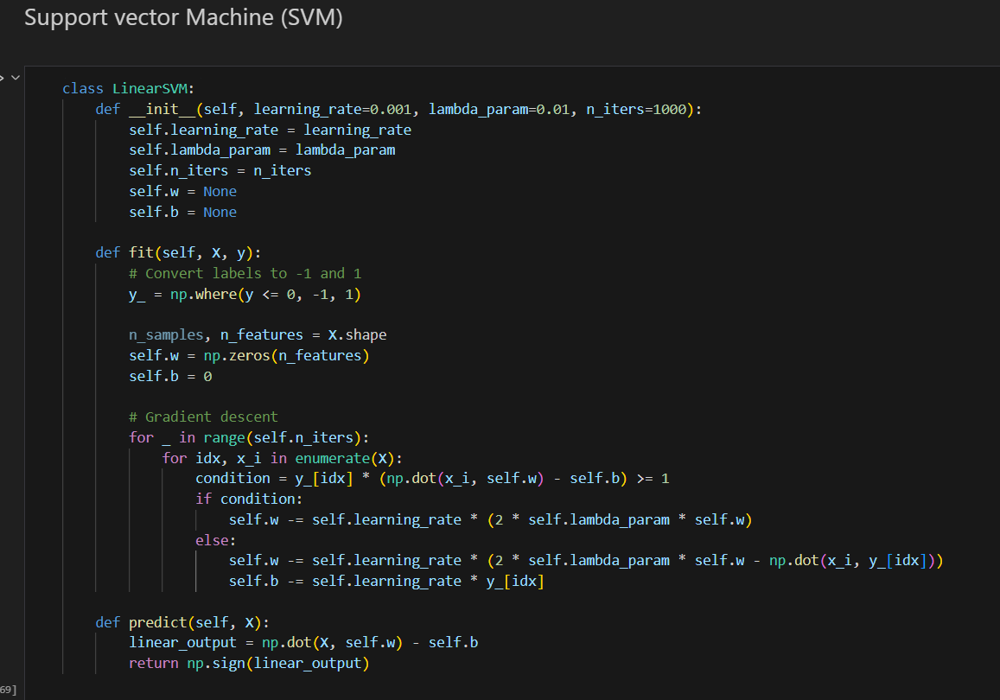 Support vector Machine (SVM)
class LinearSVM:
    def __init__(self, learning_rate=0.001, lambda_param=0.01, n_iters=1000):
        self.learning_rate = learning_rate
        self.lambda_param = lambda_param
        self.n_iters = n_iters
        self.w = None
        self.b = None

    def fit(self, X, y):
        # Convert labels to -1 and 1
        y_ = np.where(y <= 0, -1, 1)

        n_samples, n_features = X.shape
        self.w = np.zeros(n_features)
        self.b = 0

        # Gradient descent
        for _ in range(self.n_iters):
            for idx, x_i in enumerate(X):
                condition = y_[idx] * (np.dot(x_i, self.w) - self.b) >= 1
                if condition:
                    self.w -= self.learning_rate * (2 * self.lambda_param * self.w)
                else:
                    self.w -= self.learning_rate * (2 * self.lambda_param * self.w - np.dot(x_i, y_[idx]))
                    self.b -= self.learning_rate * y_[idx]

    def predict(self, X):
        linear_output = np.dot(X, self.w) - self.b
        return np.sign(linear_output)
69]